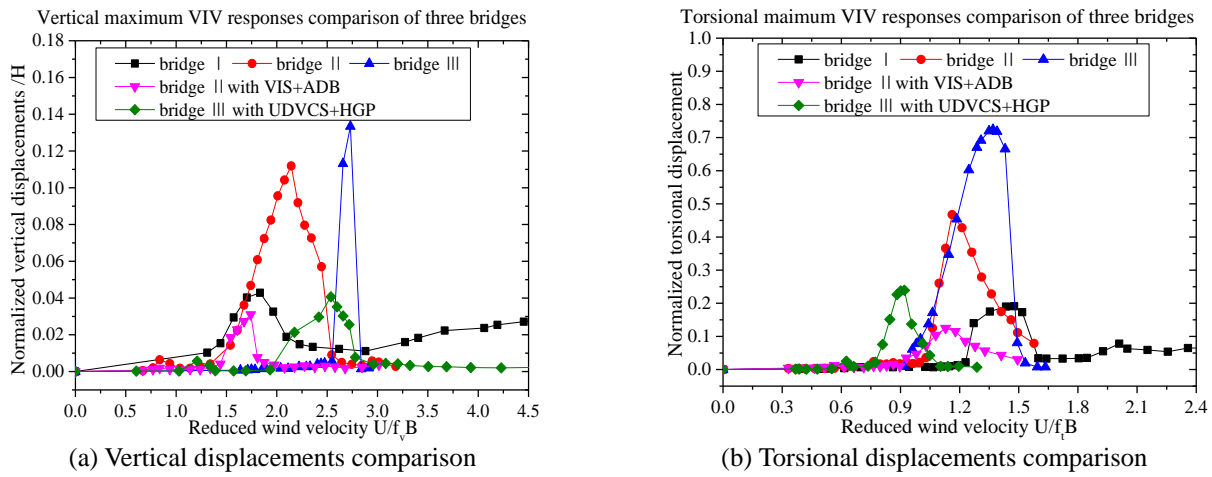 Vertical maximum VIV responses comparison of three bridges
0.18
0.16
0.14
0.12
0.10
0.08
0.06
0.04
0.02
0.00
Normalized vertical displacements /H
bridge Ⅰ bridge Ⅱ bridge Ⅲ
bridge Ⅱ with VIS+ADB
bridge Ⅲ with UDVCS+HGP
0.0 0.5 1.0 1.5 2.0 2.5 3.0 3.5 4.0 4.5
Reduced wind velocity U/fᵥB
(a) Vertical displacements comparison
Torsional maimum VIV responses comparison of three bridges
1.0
0.9
0.8
0.7
0.6
0.5
0.4
0.3
0.2
0.1
0.0
Normalized torsional displacement
bridge Ⅰ bridge Ⅱ bridge Ⅲ
bridge Ⅱ with VIS+ADB
bridge Ⅲ with UDVCS+HGP
0.0 0.3 0.6 0.9 1.2 1.5 1.8 2.1 2.4
Reduced wind velocity U/fₜB
(b) Torsional displacements comparison